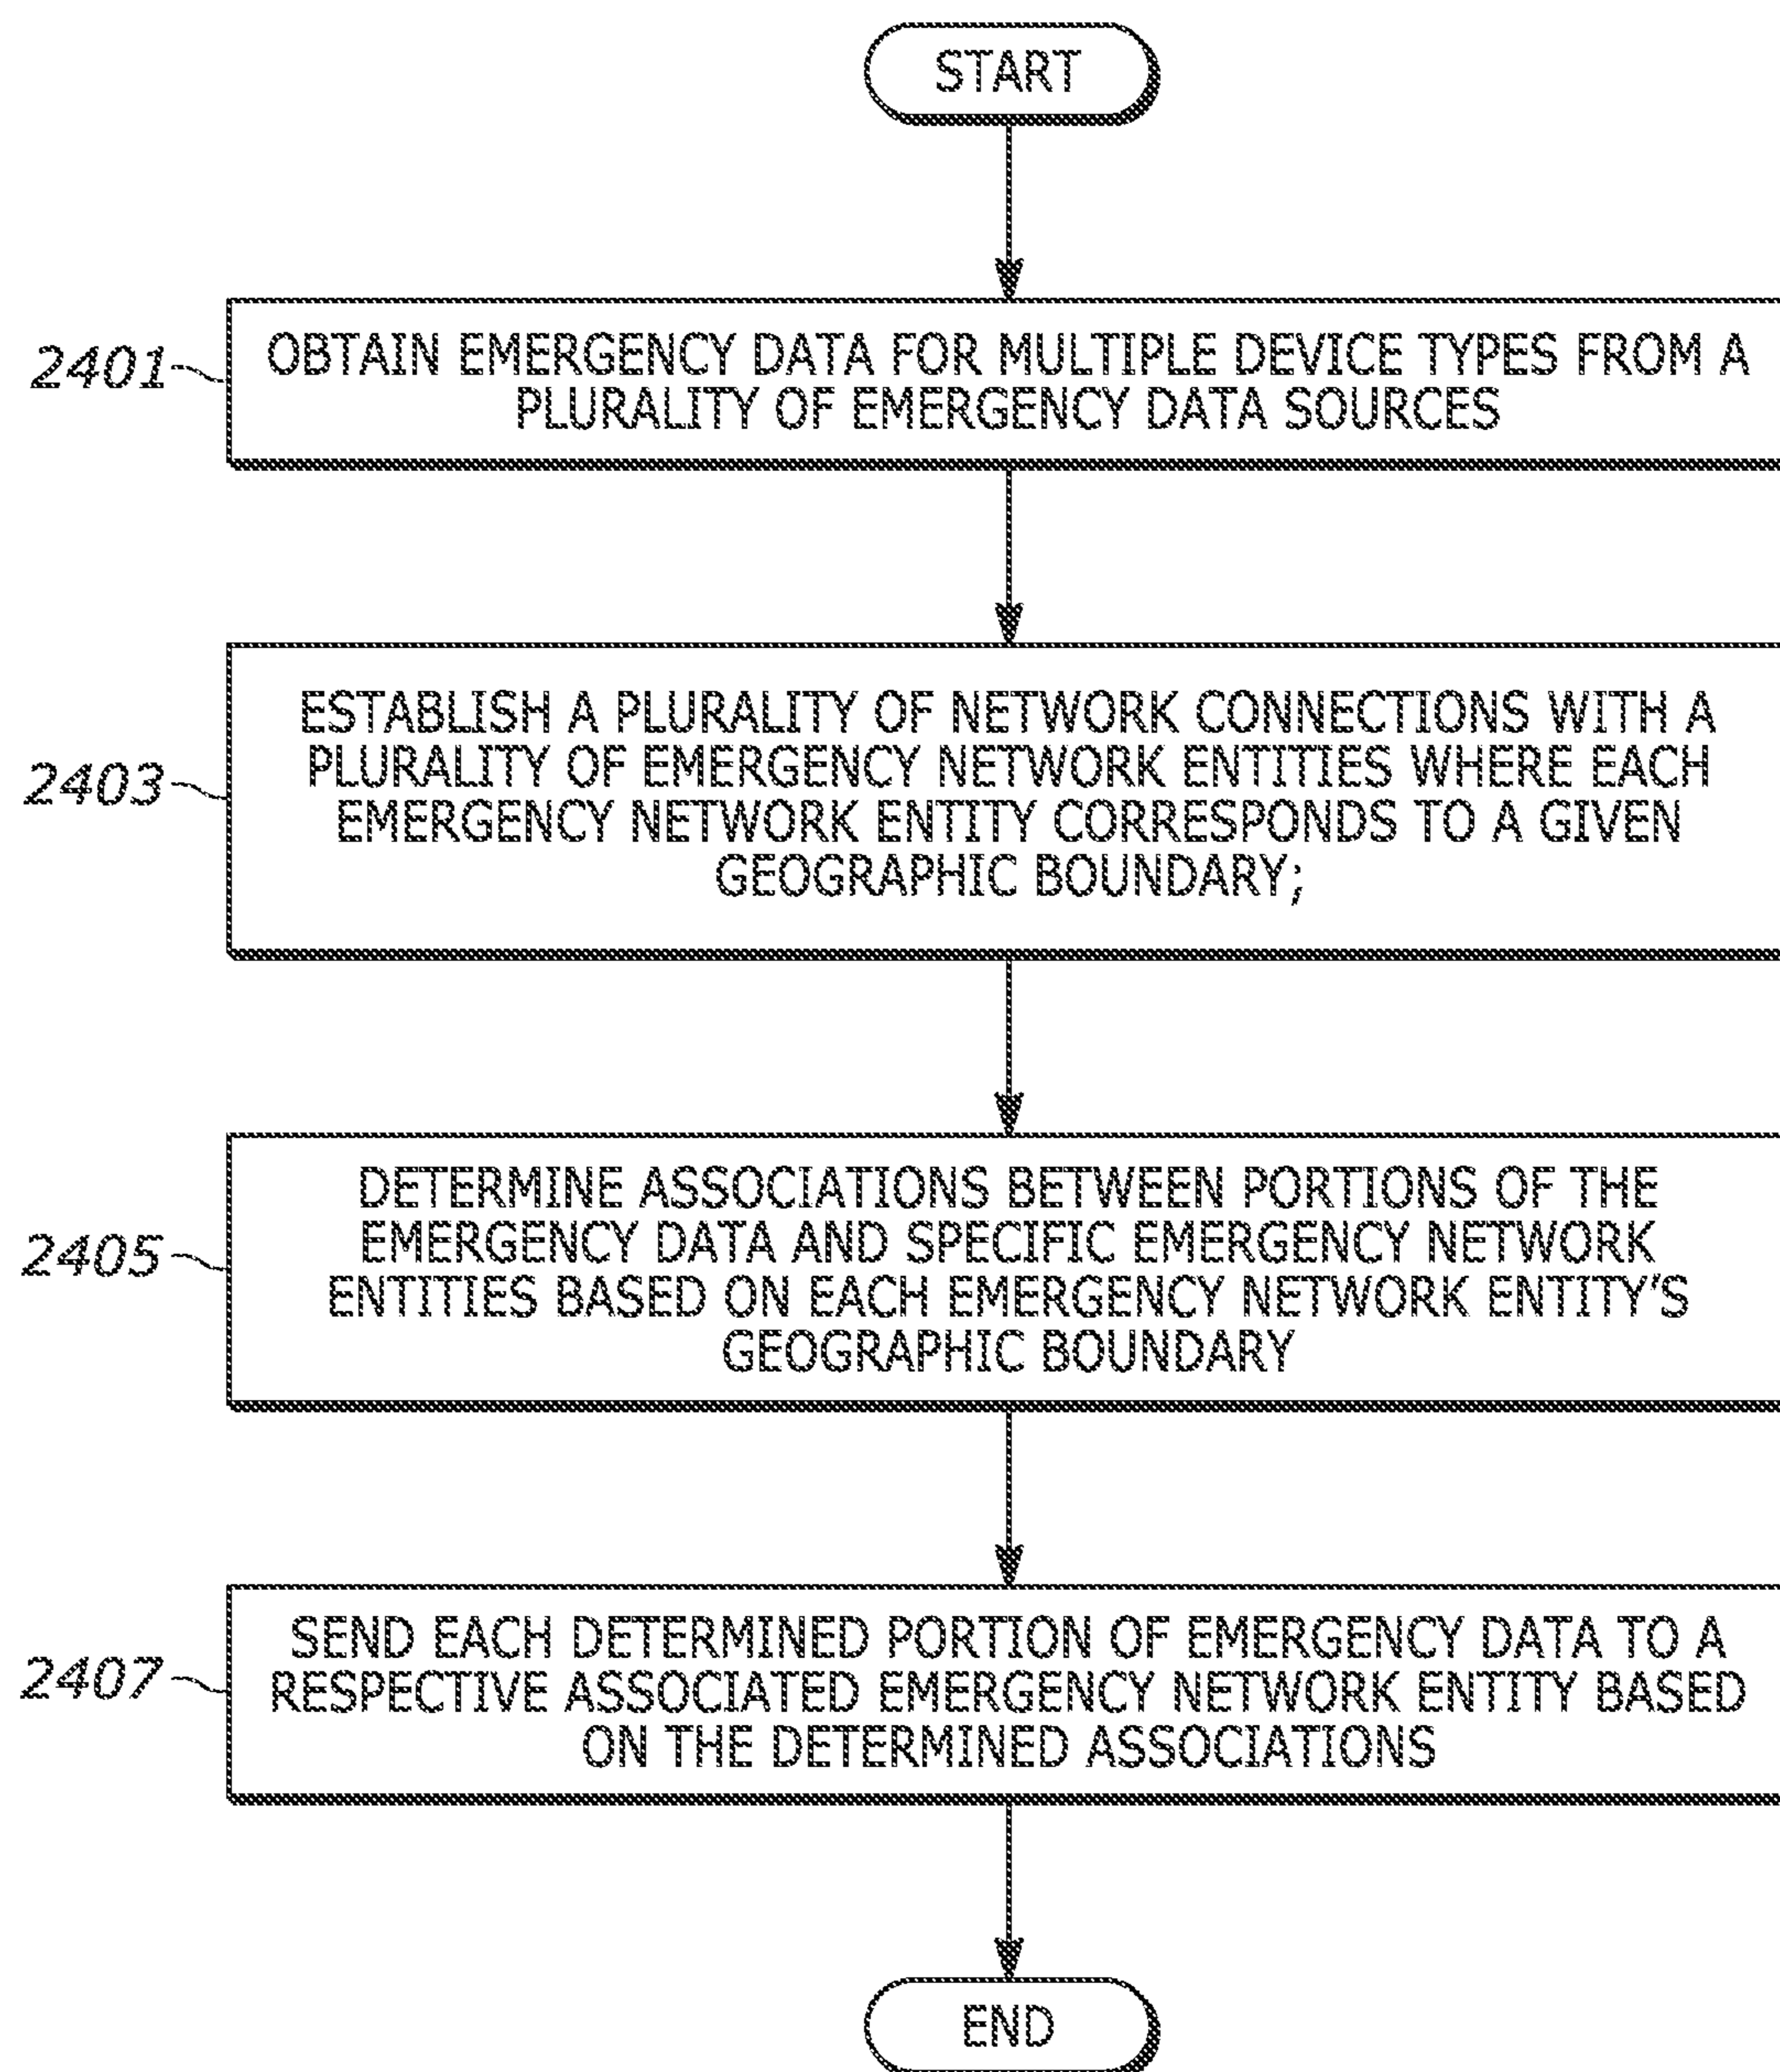 START
2401
OBTAIN EMERGENCY DATA FOR MULTIPLE DEVICE TYPES FROM A
PLURALITY OF EMERGENCY DATA SOURCES
2403
ESTABLISH A PLURALITY OF NETWORK CONNECTIONS WITH A
PLURALITY OF EMERGENCY NETWORK ENTITIES WHERE EACH
EMERGENCY NETWORK ENTITY CORRESPONDS TO A GIVEN
GEOGRAPHIC BOUNDARY;
2405
DETERMINE ASSOCIATIONS BETWEEN PORTIONS OF THE
EMERGENCY DATA AND SPECIFIC EMERGENCY NETWORK
ENTITIES BASED ON EACH EMERGENCY NETWORK ENTITY'S
GEOGRAPHIC BOUNDARY
2407
SEND EACH DETERMINED PORTION OF EMERGENCY DATA TO A
RESPECTIVE ASSOCIATED EMERGENCY NETWORK ENTITY BASED
ON THE DETERMINED ASSOCIATIONS
END